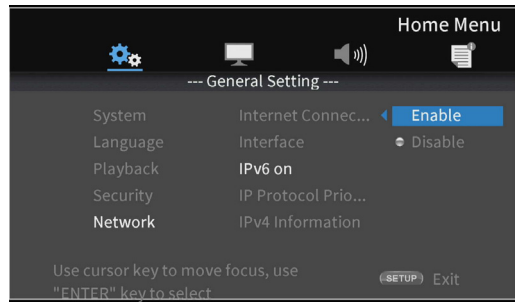 Home Menu
--- General Setting ---
System Internet Connec... Enable
Language Interface Disable
Playback IPv6 on
Security IP Protocol Prio...
Network IPv4 Information
Use cursor key to move focus, use
"ENTER" key to select
SETUP Exit